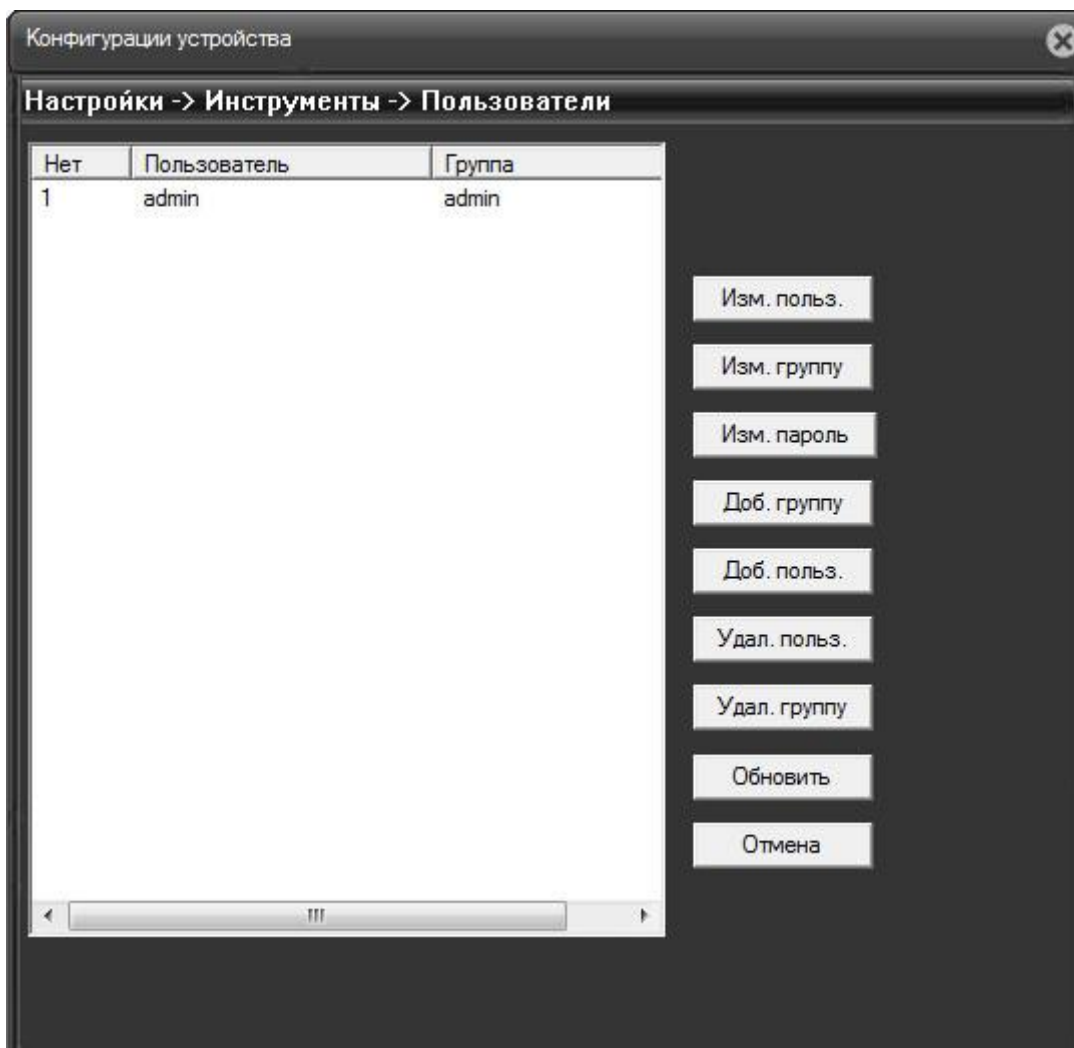 Конфигурации устройства
Настройки -> Инструменты -> Пользователи
Нет Пользователь Группа
1 admin admin
Изм. польз.
Изм. группу
Изм. пароль
Доб. группу
Доб. польз.
Удал. польз.
Удал. группу
Обновить
Отмена